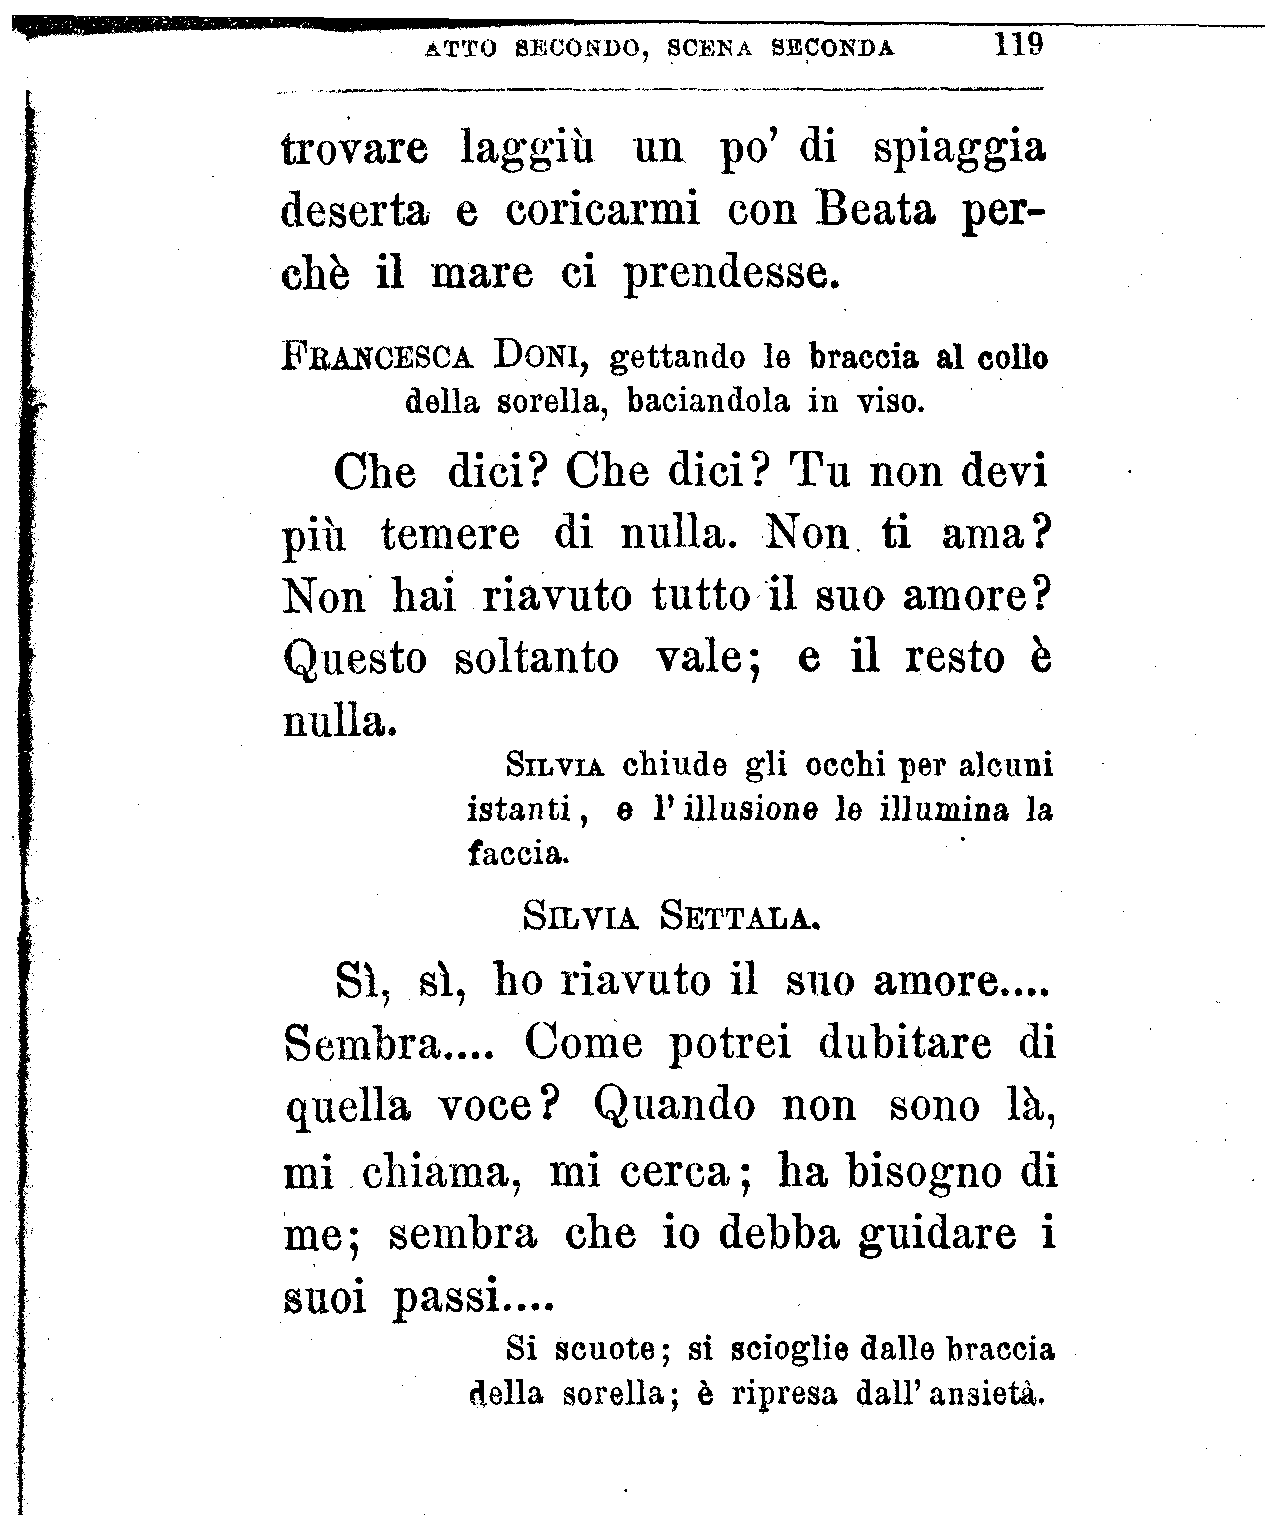 ATTO SECONDO, SCENA SECONDA 119
trovare laggiù un po' di spiaggia
deserta e coricarmi con Beata per-
chè il mare ci prendesse.
FRANCESCA DONI, gettando le braccia al collo
della sorella, baciandola in viso.
Che dici? Che dici? Tu non devi
più temere di nulla. Non ti ama?
Non hai riavuto tutto il suo amore?
Questo soltanto vale; e il resto è
nulla.
SILVIA chiude gli occhi per alcuni
istanti, e l'illusione le illumina la
faccia.
SILVIA SETTALA.
Sì, sì, ho riavuto il suo amore....
Sembra.... Come potrei dubitare di
quella voce? Quando non sono là,
mi chiama, mi cerca; ha bisogno di
me; sembra che io debba guidare i
suoi passi....
Si scuote; si scioglie dalle braccia
della sorella; è ripresa dall'ansietà.